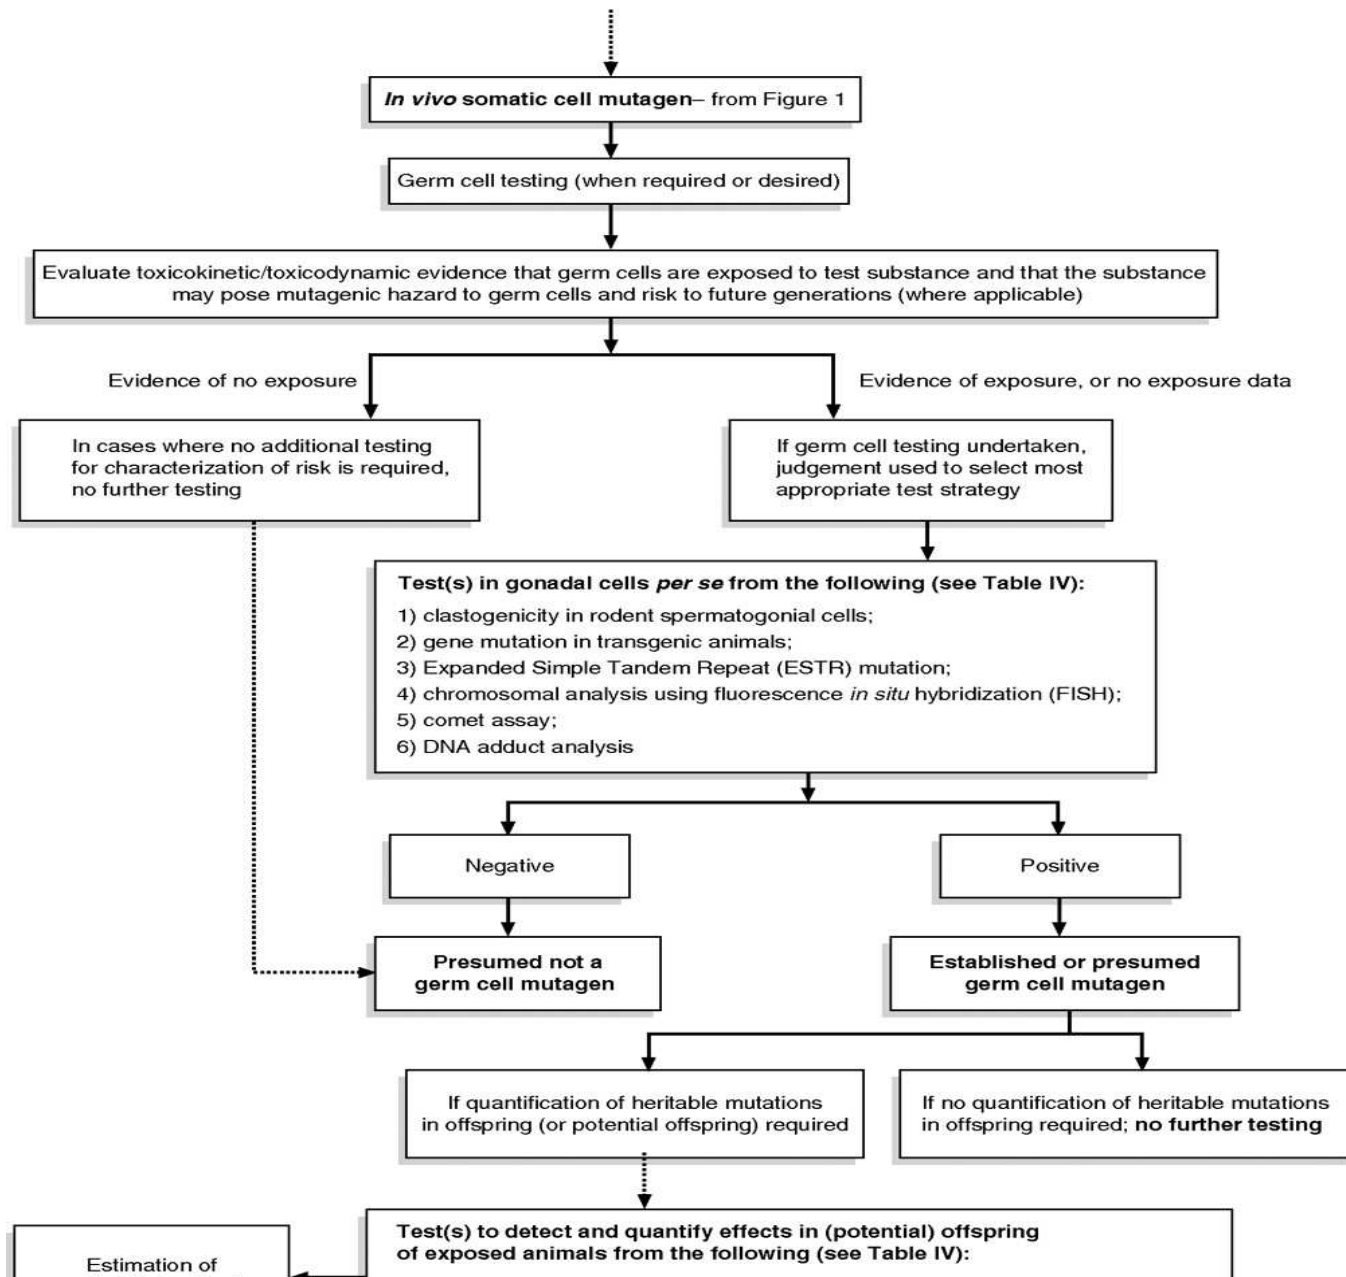 In vivo somatic cell mutagen– from Figure 1
Germ cell testing (when required or desired)
Evaluate toxicokinetic/toxicodynamic evidence that germ cells are exposed to test substance and that the substance
may pose mutagenic hazard to germ cells and risk to future generations (where applicable)
Evidence of no exposure
Evidence of exposure, or no exposure data
In cases where no additional testing
for characterization of risk is required,
no further testing
If germ cell testing undertaken,
judgement used to select most
appropriate test strategy
Test(s) in gonadal cells per se from the following (see Table IV):
1) clastogenicity in rodent spermatogonial cells;
2) gene mutation in transgenic animals;
3) Expanded Simple Tandem Repeat (ESTR) mutation;
4) chromosomal analysis using fluorescence in situ hybridization (FISH);
5) comet assay;
6) DNA adduct analysis
Negative
Positive
Presumed not a
germ cell mutagen
Established or presumed
germ cell mutagen
If quantification of heritable mutations
in offspring (or potential offspring) required
If no quantification of heritable mutations
in offspring required; no further testing
Test(s) to detect and quantify effects in (potential) offspring
of exposed animals from the following (see Table IV):
Estimation of